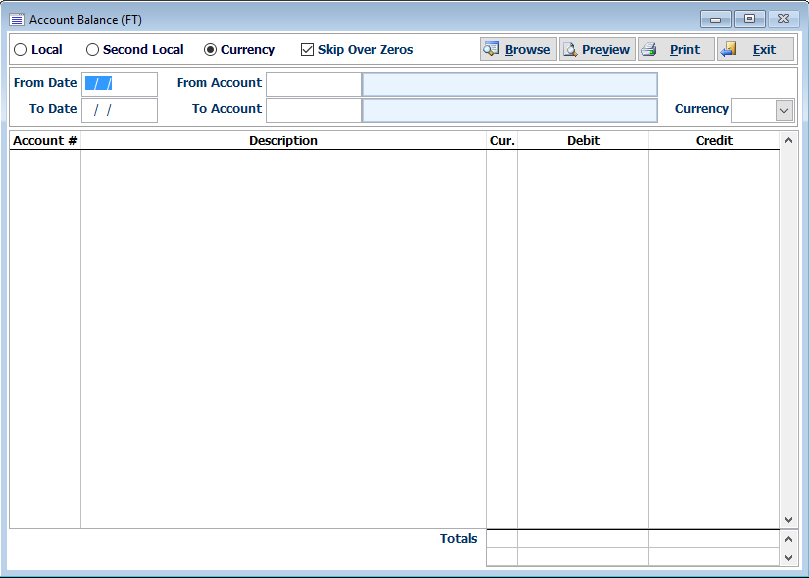 Account Balance (FT)
Local Second Local Currency Skip Over Zeros Browse Preview Print Exit
From Date / / From Account
To Date / / To Account Currency
Account # Description Cur. Debit Credit
Totals